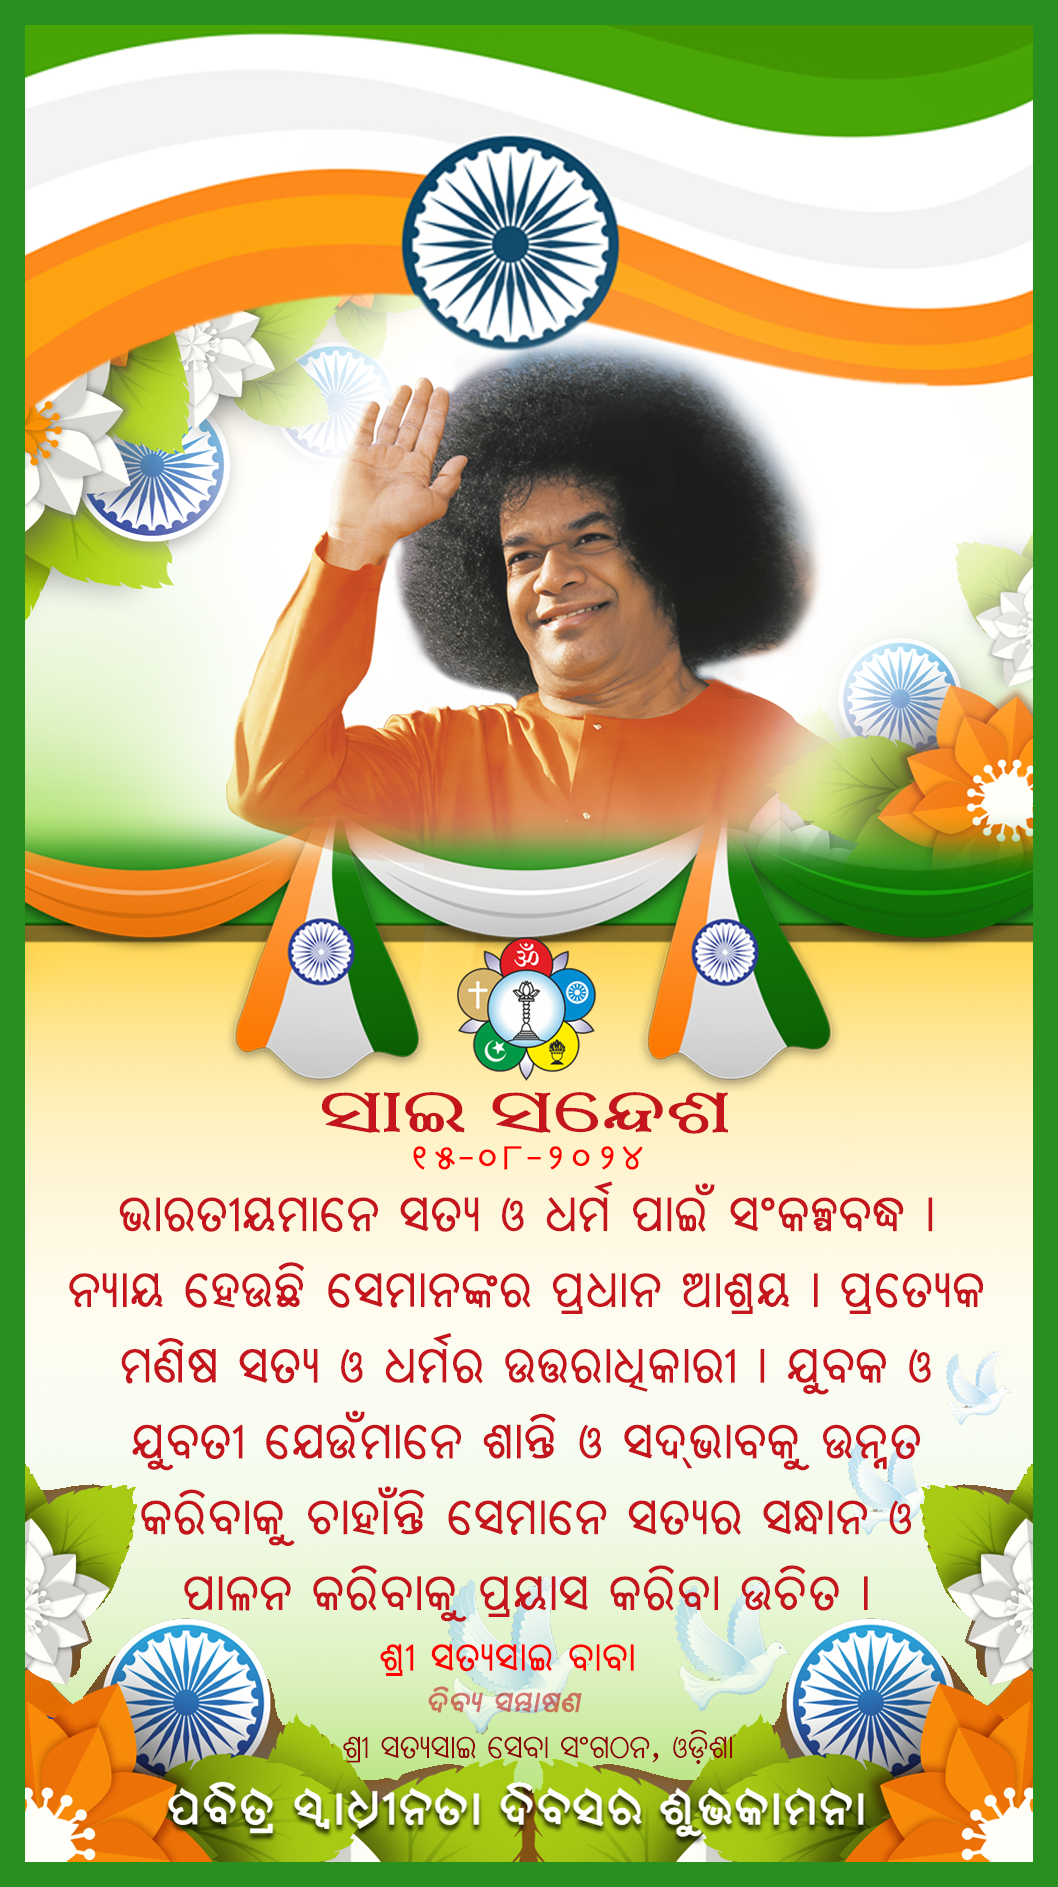 ॐ
ସାଇ ସନ୍ଦେଶ
୧୫-୦୮-୨୦୨୪
ଭାରତୀୟମାନେ ସତ୍ୟ ଓ ଧର୍ମ ପାଇଁ ସଂକଳ୍ପବଦ୍ଧ ।
ନ୍ୟାୟ ହେଉଛି ସେମାନଙ୍କର ପ୍ରଧାନ ଆଶ୍ରୟ । ପ୍ରତ୍ୟେକ
ମଣିଷ ସତ୍ୟ ଓ ଧର୍ମର ଉତ୍ତରାଧିକାରୀ । ଯୁବକ ଓ
ଯୁବତୀ ଯେଉଁମାନେ ଶାନ୍ତି ଓ ସଦ୍‌ଭାବକୁ ଉନ୍ନତ
କରିବାକୁ ଚାହାଁନ୍ତି ସେମାନେ ସତ୍ୟର ସନ୍ଧାନ ଓ
ପାଳନ କରିବାକୁ ପ୍ରୟାସ କରିବା ଉଚିତ ।
ଶ୍ରୀ ସତ୍ୟସାଇ ବାବା
ଦିବ୍ୟ ସମ୍ଭାଷଣ
ଶ୍ରୀ ସତ୍ୟସାଇ ସେବା ସଂଗଠନ, ଓଡ଼ିଶା
ପବିତ୍ର ସ୍ୱାଧୀନତା ଦିବସର ଶୁଭକାମନା